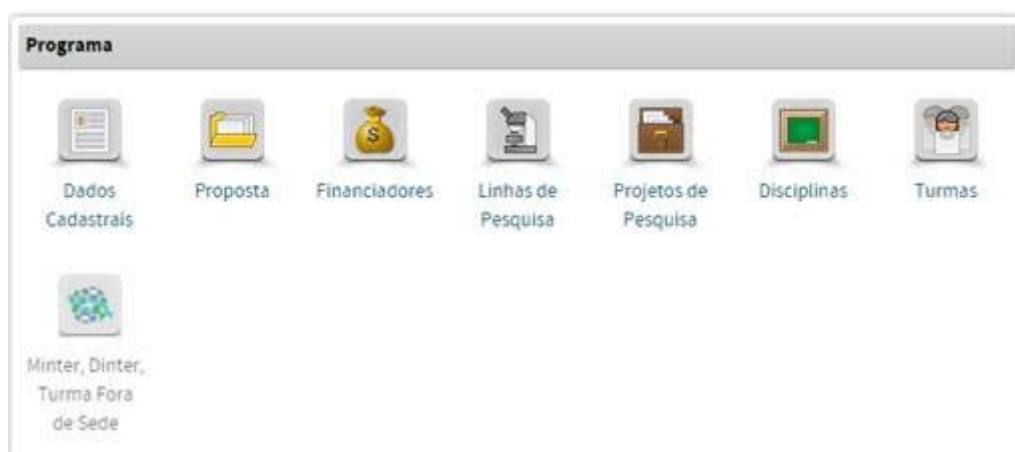 Programa
Dados
Cadastrais
Proposta
Financiadores
Linhas de
Pesquisa
Projetos de
Pesquisa
Disciplinas
Turmas
Minter, Dinter,
Turma Fora
de Sede